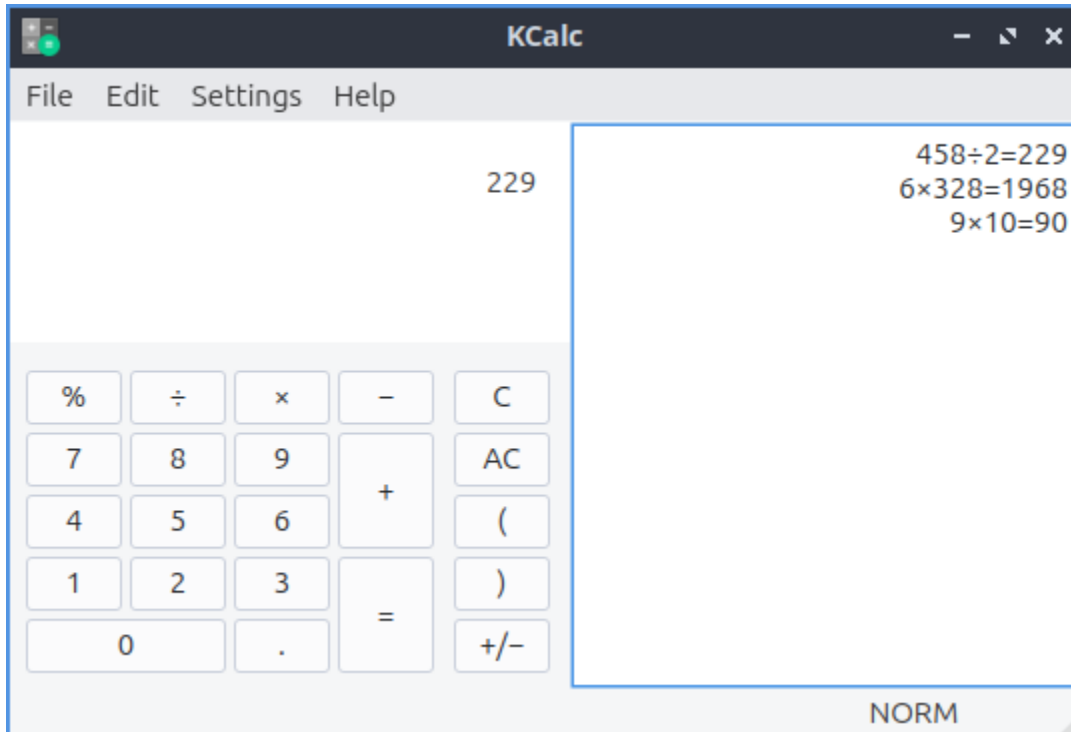 KCalc
File Edit Settings Help
229
458÷2=229
6×328=1968
9×10=90
% ÷ × − C
7 8 9 AC
+
4 5 6 (
1 2 3 )
=
0 . +/−
NORM